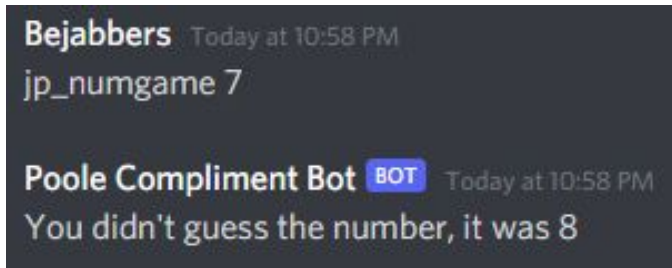 Bejabbers Today at 10:58 PM
jp_numgame 7
Poole Compliment Bot BOT Today at 10:58 PM
You didn't guess the number, it was 8